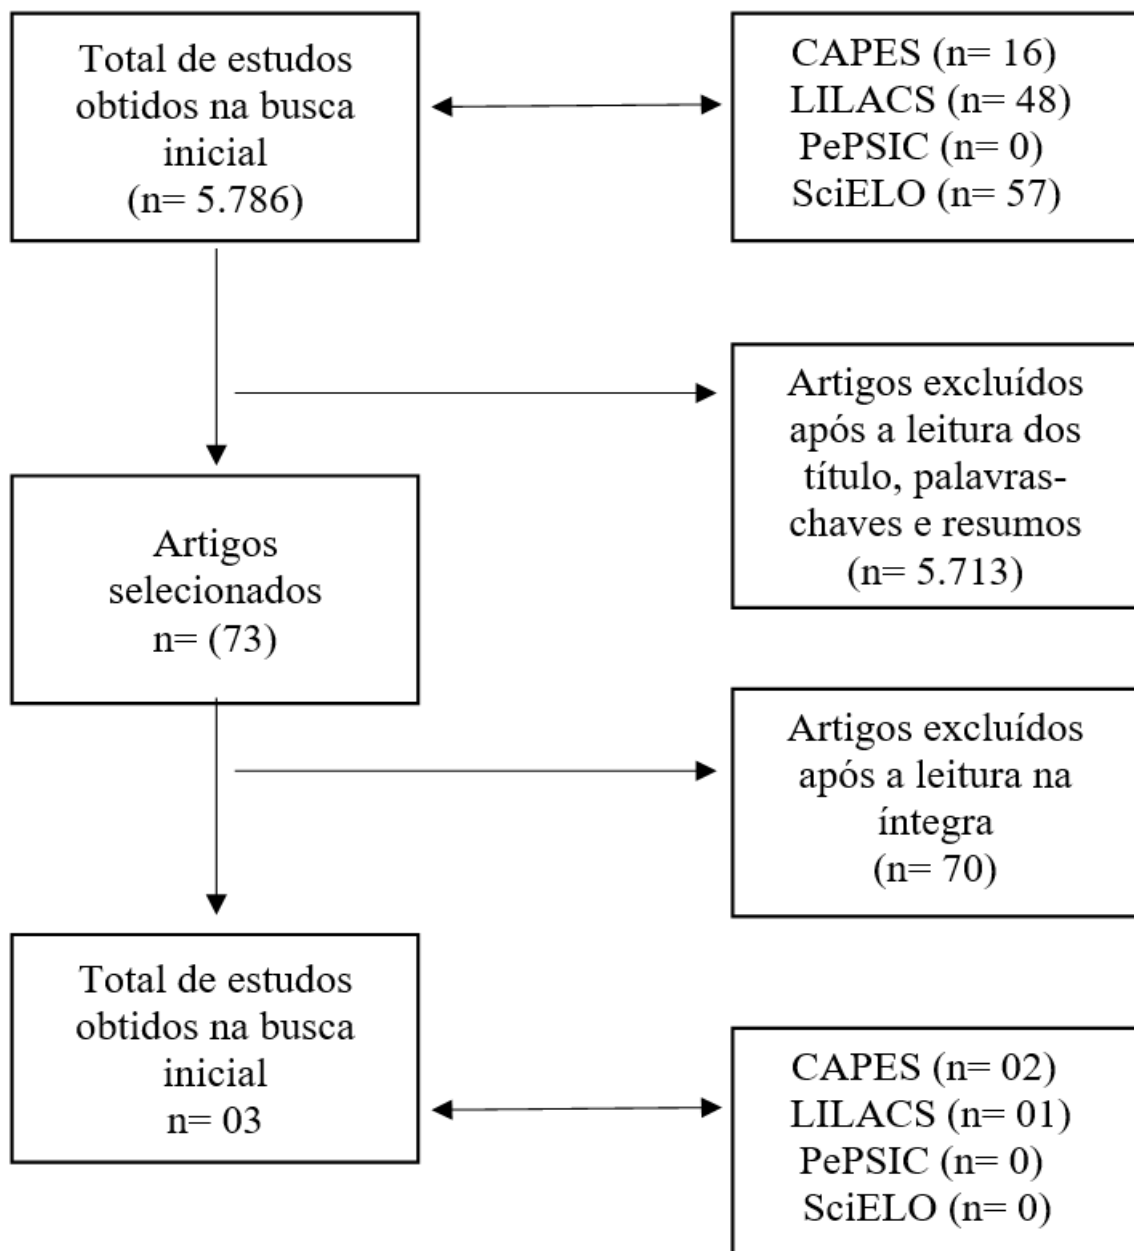 Total de estudos
obtidos na busca
inicial
(n= 5.786)
CAPES (n= 16)
LILACS (n= 48)
PePSIC (n= 0)
SciELO (n= 57)
Artigos excluídos
após a leitura dos
título, palavras-
chaves e resumos
(n= 5.713)
Artigos
selecionados
n= (73)
Artigos excluídos
após a leitura na
íntegra
(n= 70)
Total de estudos
obtidos na busca
inicial
n= 03
CAPES (n= 02)
LILACS (n= 01)
PePSIC (n= 0)
SciELO (n= 0)